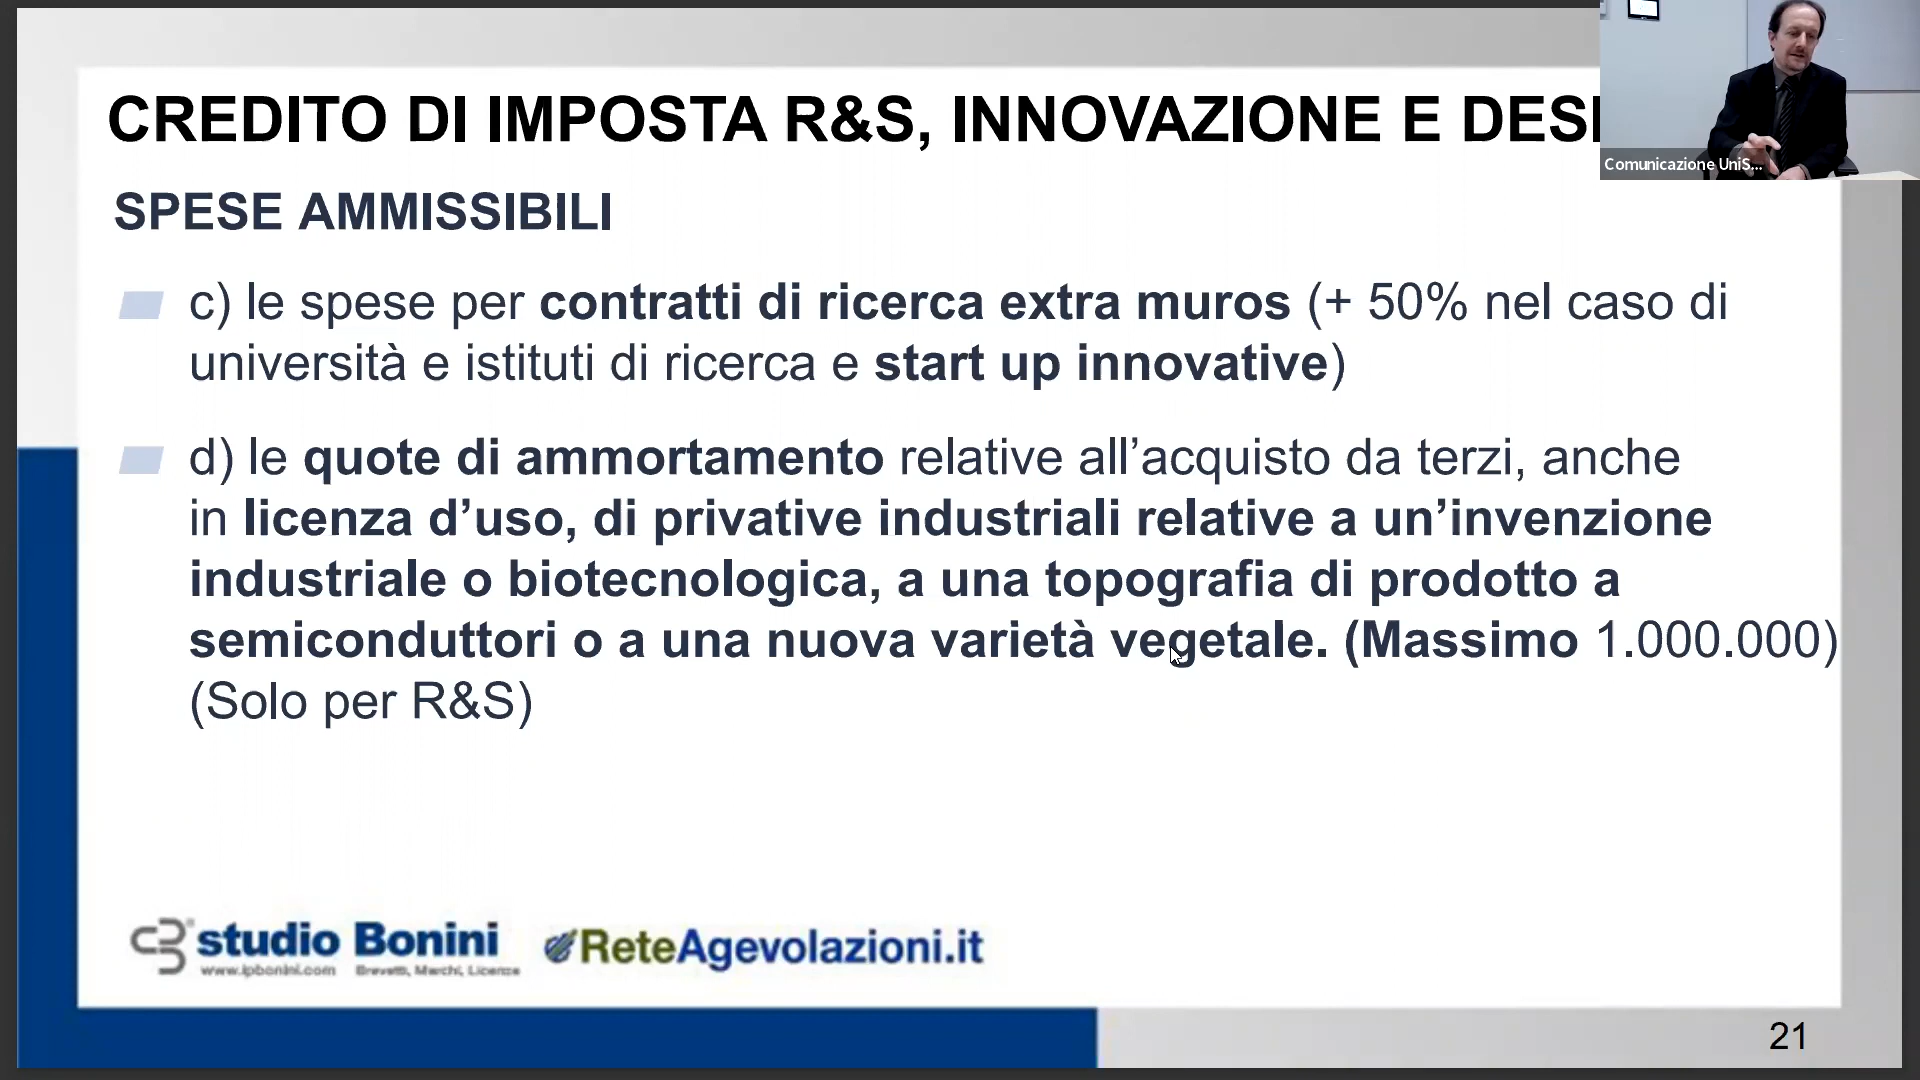 CREDITO DI IMPOSTA R&S, INNOVAZIONE E DESI
Comunicazione UniS...
SPESE AMMISSIBILI
c) le spese per contratti di ricerca extra muros (+ 50% nel caso di
università e istituti di ricerca e start up innovative)
d) le quote di ammortamento relative all’acquisto da terzi, anche
in licenza d’uso, di privative industriali relative a un’invenzione
industriale o biotecnologica, a una topografia di prodotto a
semiconduttori o a una nuova varietà vegetale. (Massimo 1.000.000)
(Solo per R&S)
studio Bonini
www.ipbonini.com Brevetti, Marchi, Licenze
ReteAgevolazioni.it
21